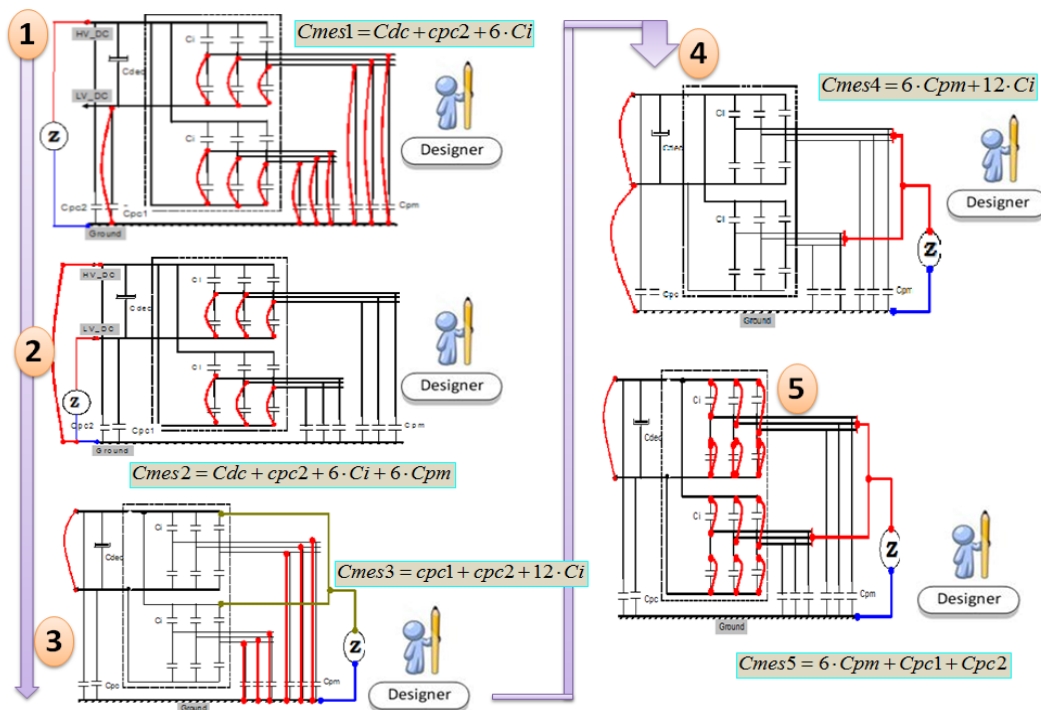 1
HV_DC
Cdec
LV_DC
Z
Cpc2
Cpc1
Ground
Ci
Ci
Cpm
Cmes1 = Cdc + cpc2 + 6 · Ci
Designer
2
HV_DC
Cdec
LV_DC
Z
Cpc2
Cpc1
Ground
Ci
Ci
Cpm
Designer
Cmes2 = Cdc + cpc2 + 6 · Ci + 6 · Cpm
3
Cdec
Ci
Ci
Cpc
Cpm
Ground
Z
Cmes3 = cpc1 + cpc2 + 12 · Ci
Designer
4
Cmes4 = 6 · Cpm + 12 · Ci
Cdec
CI
CI
Cpc
Cpm
Ground
Z
Designer
5
Cdec
Ci
Ci
Cpc
Cpm
Ground
Z
Designer
Cmes5 = 6 · Cpm + Cpc1 + Cpc2